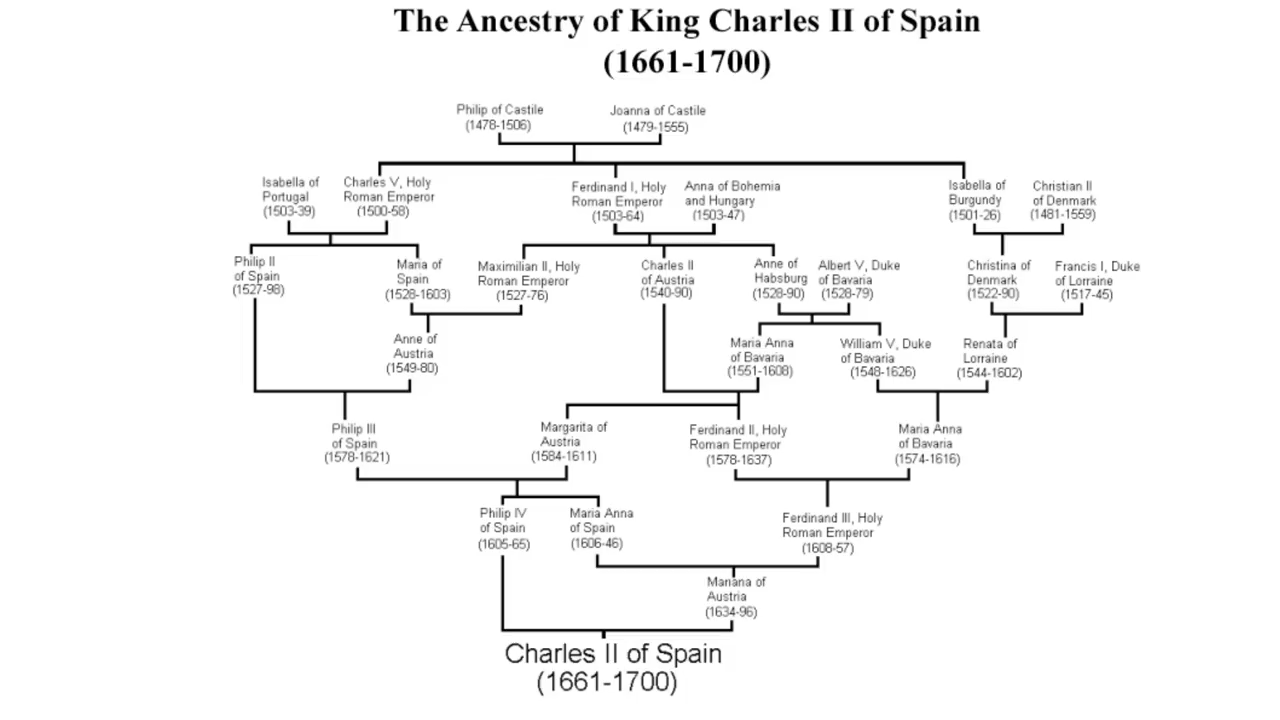 The Ancestry of King Charles II of Spain
(1661-1700)
Philip of Castile
(1478-1506)
Joanna of Castile
(1479-1555)
Isabella of
Portugal
(1503-39)
Charles V, Holy
Roman Emperor
(1500-58)
Ferdinand I, Holy
Roman Emperor
(1503-64)
Anna of Bohemia
and Hungary
(1503-47)
Isabella of
Burgundy
(1501-26)
Christian II
of Denmark
(1481-1559)
Philip II
of Spain
(1527-98)
Maria of
Spain
(1528-1603)
Maximilian II, Holy
Roman Emperor
(1527-76)
Charles II
of Austria
(1540-90)
Anne of
Habsburg
(1528-90)
Albert V, Duke
of Bavaria
(1528-79)
Christina of
Denmark
(1522-90)
Francis I, Duke
of Lorraine
(1517-45)
Anne of
Austria
(1549-80)
Maria Anna
of Bavaria
(1551-1608)
William V, Duke
of Bavaria
(1548-1626)
Renata of
Lorraine
(1544-1602)
Philip III
of Spain
(1578-1621)
Margarita of
Austria
(1584-1611)
Ferdinand II, Holy
Roman Emperor
(1578-1637)
Maria Anna
of Bavaria
(1574-1616)
Philip IV
of Spain
(1605-65)
Maria Anna
of Spain
(1606-46)
Ferdinand III, Holy
Roman Emperor
(1608-57)
Mariana of
Austria
(1634-96)
Charles II of Spain
(1661-1700)